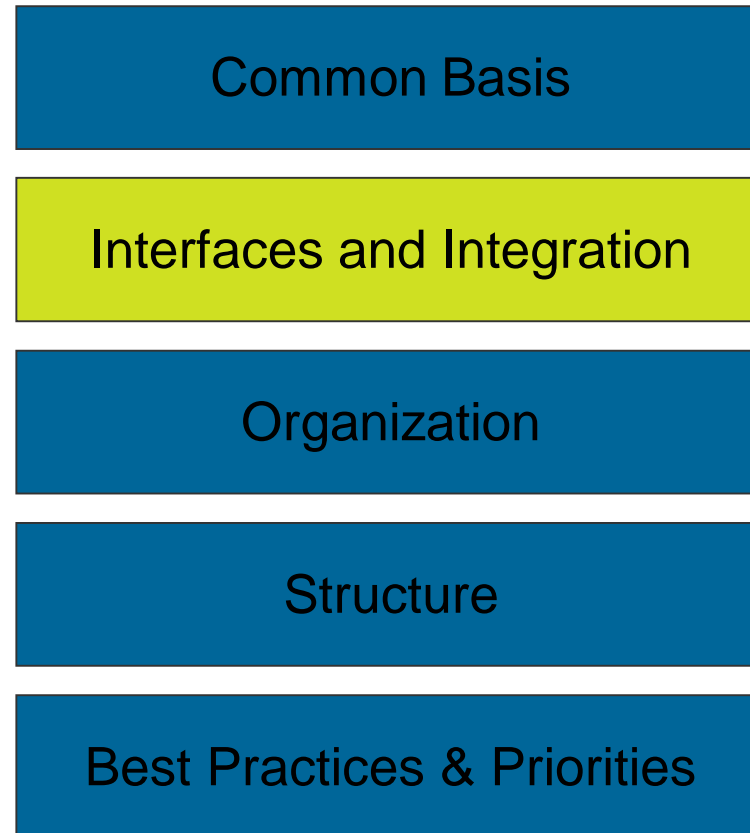 Common Basis
Interfaces and Integration
Organization
Structure
Best Practices & Priorities